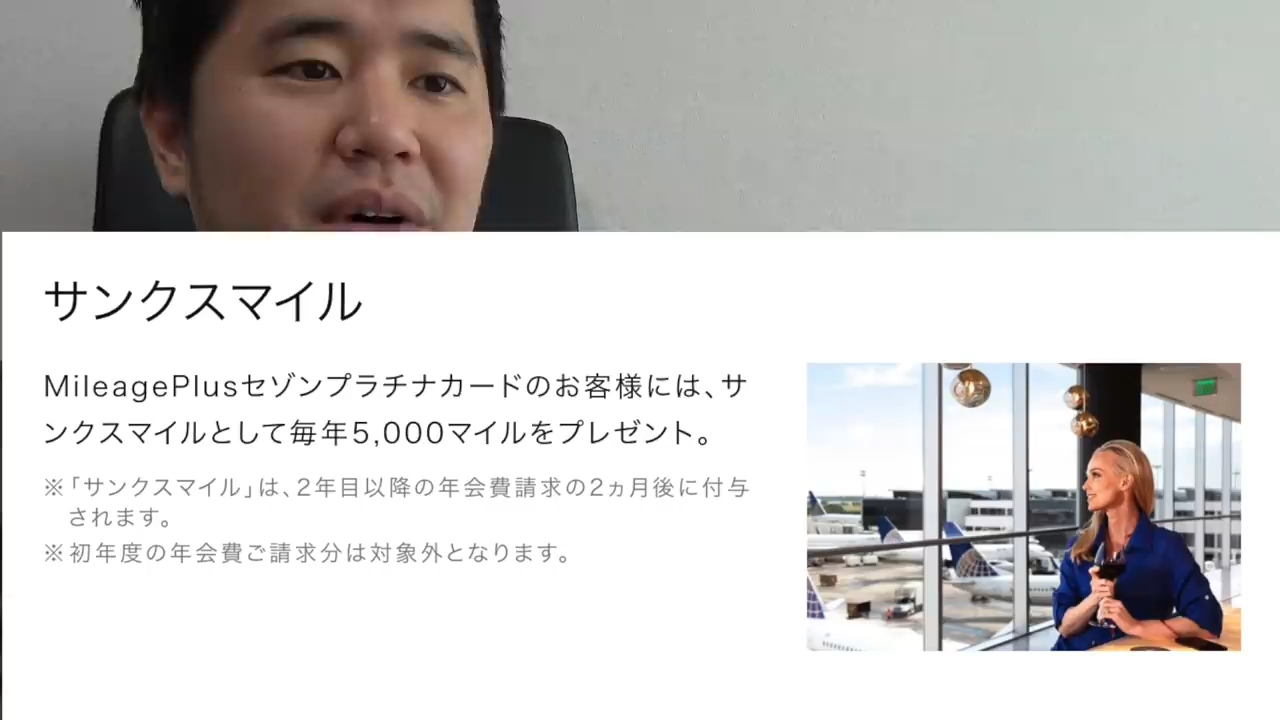 サンクスマイル
MileagePlusセゾンプラチナカードのお客様には、サ
ンクスマイルとして毎年5,000マイルをプレゼント。
※「サンクスマイル」は、2年目以降の年会費請求の2ヵ月後に付与
されます。
※初年度の年会費ご請求分は対象外となります。